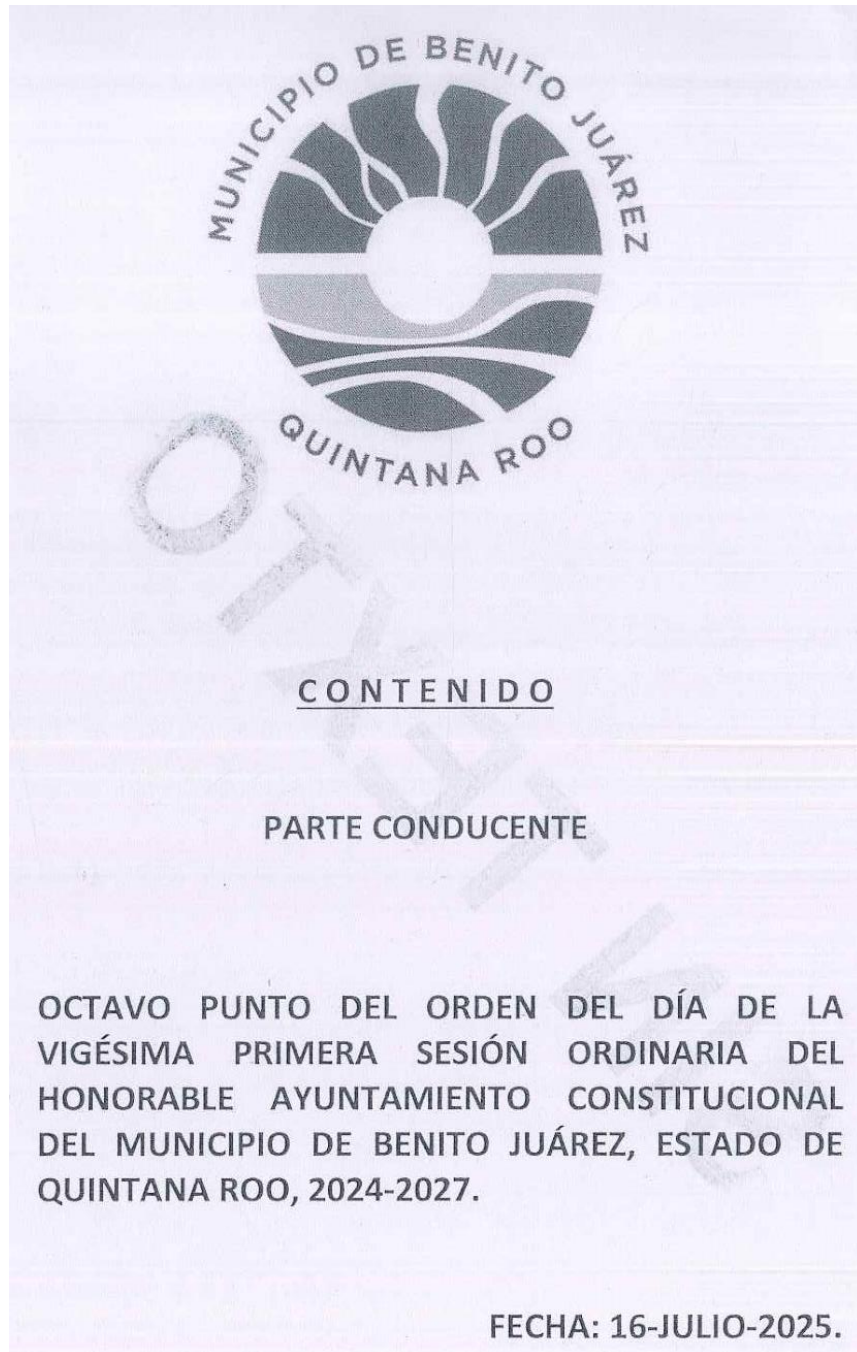 MUNICIPIO DE BENITO JUÁREZ
QUINTANA ROO
CONTENIDO
PARTE CONDUCENTE
OCTAVO PUNTO DEL ORDEN DEL DÍA DE LA
VIGÉSIMA PRIMERA SESIÓN ORDINARIA DEL
HONORABLE AYUNTAMIENTO CONSTITUCIONAL
DEL MUNICIPIO DE BENITO JUÁREZ, ESTADO DE
QUINTANA ROO, 2024-2027.
FECHA: 16-JULIO-2025.